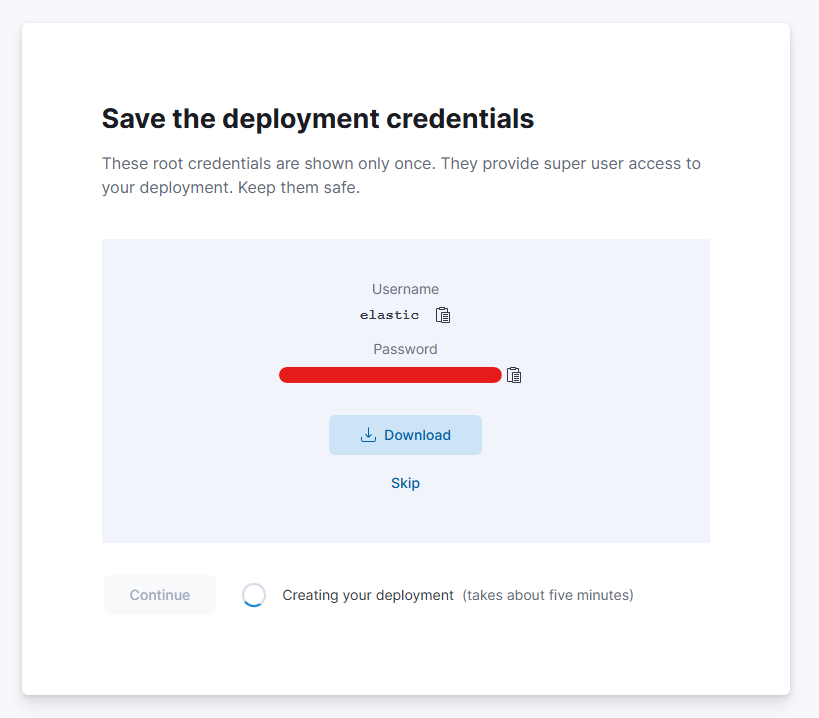 Save the deployment credentials
These root credentials are shown only once. They provide super user access to
your deployment. Keep them safe.
Username
elastic
Password
Download
Skip
Continue Creating your deployment (takes about five minutes)